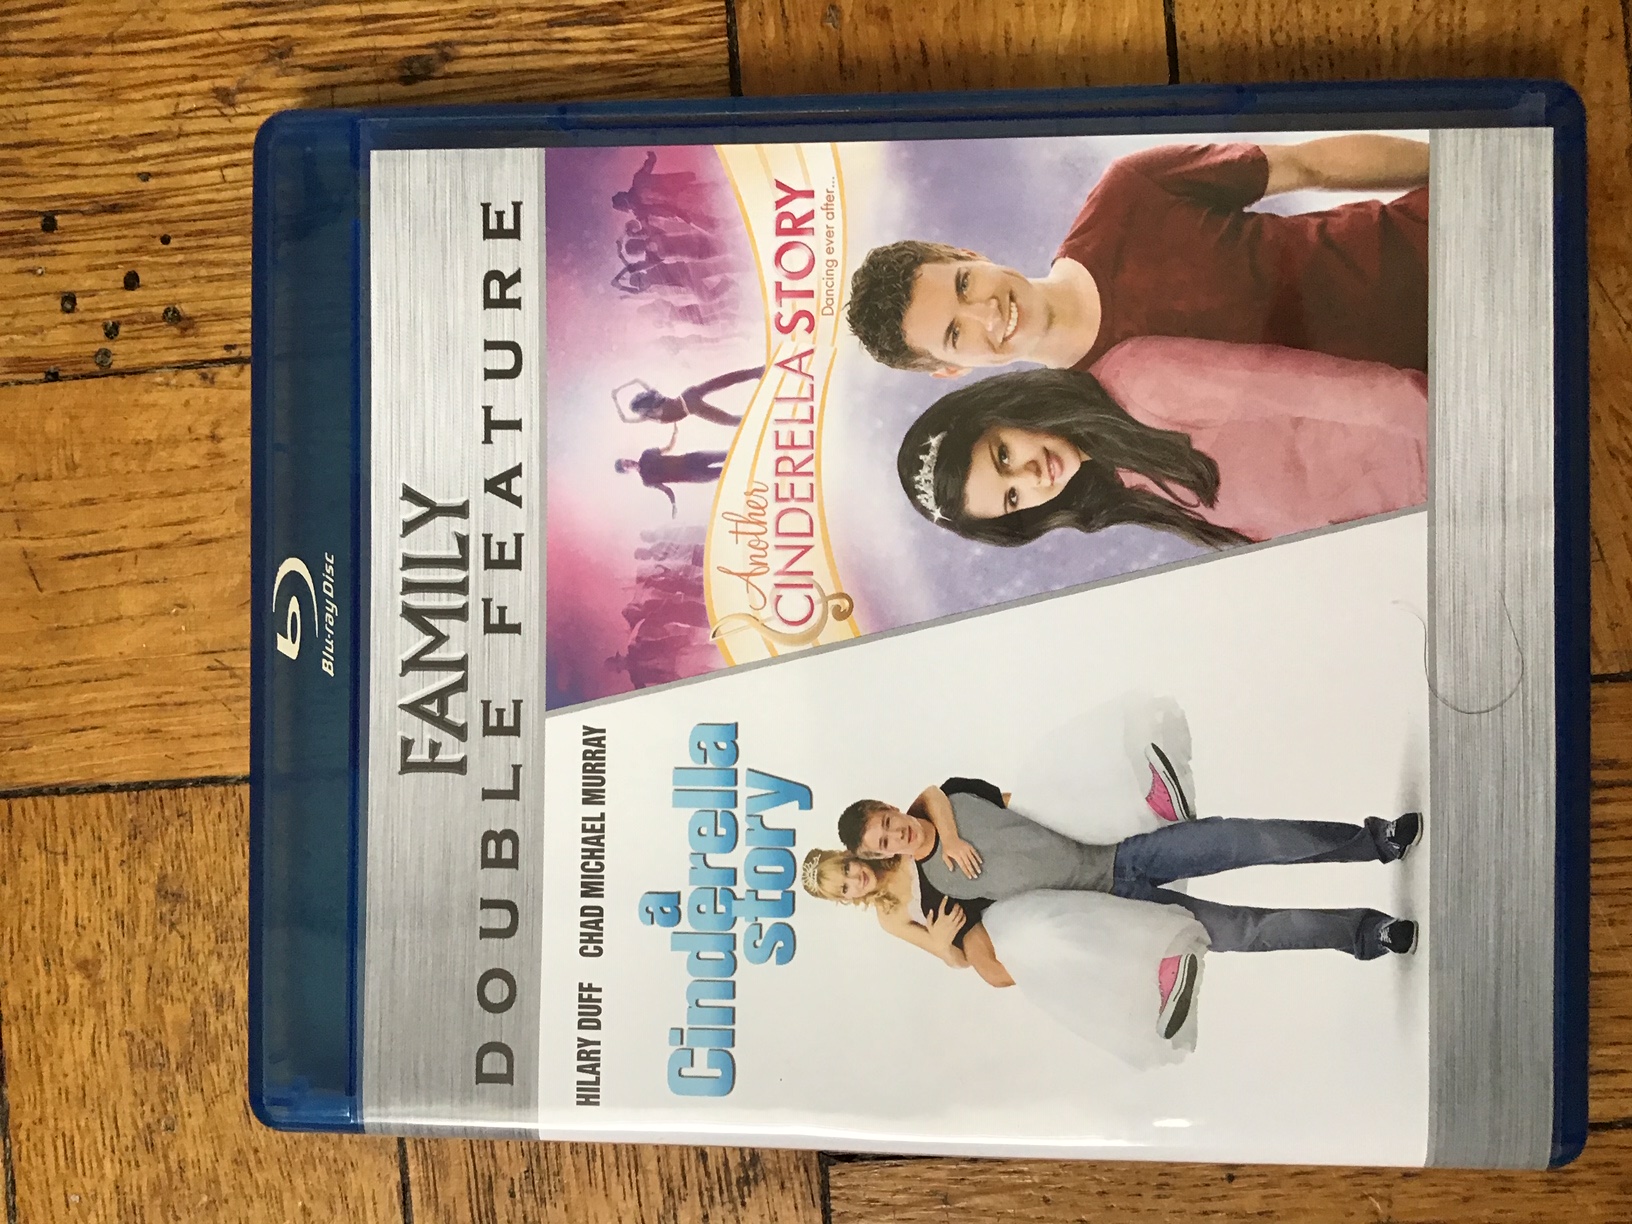 Blu-ray Disc
FAMILY
DOUBLE FEATURE
HILARY DUFF CHAD MICHAEL MURRAY
a
Cinderella
story
Another
CINDERELLA STORY
Dancing ever after...